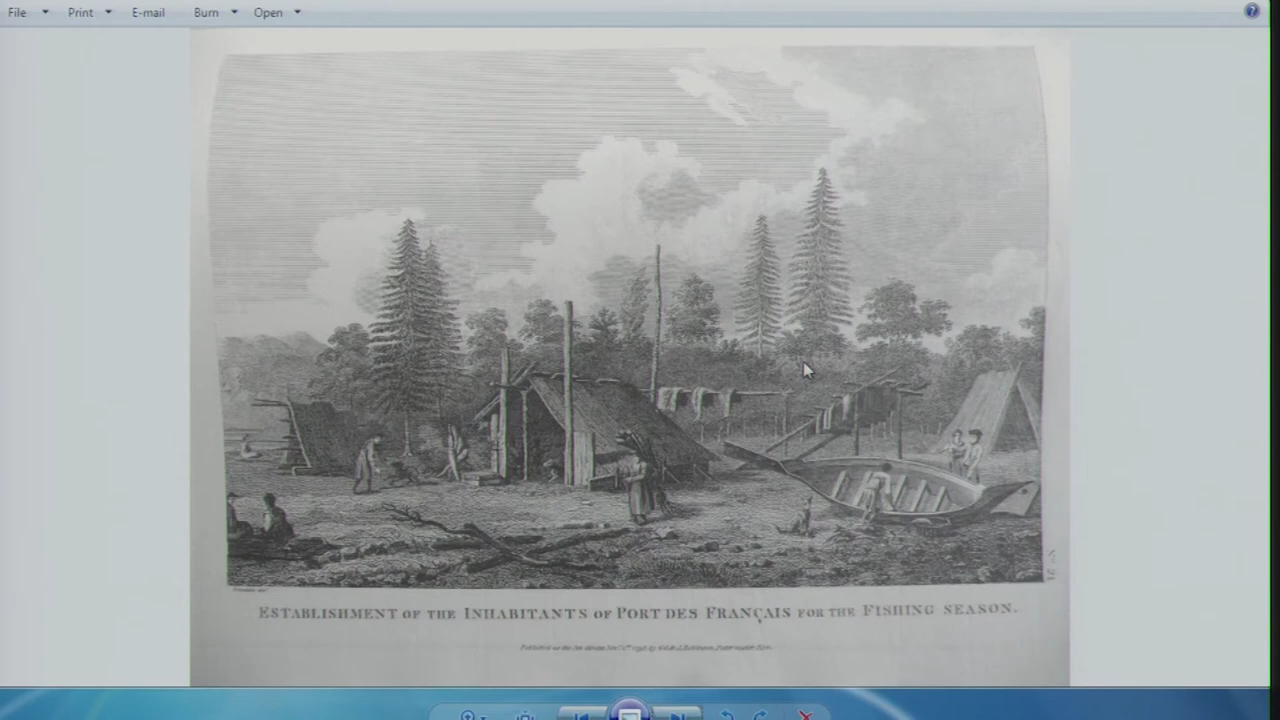 File Print E-mail Burn Open
ESTABLISHMENT OF THE INHABITANTS OF PORT DES FRANÇAIS FOR THE FISHING SEASON.